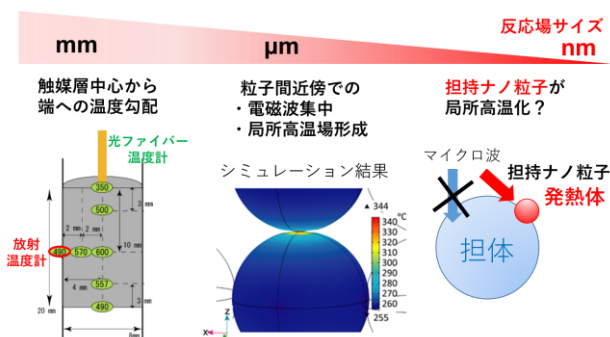 反応場サイズ
mm
μm
nm
触媒層中心から
端への温度勾配
粒子間近傍での
・電磁波集中
・局所高温場形成
担持ナノ粒子が
局所高温化？
光ファイバー
温度計
シミュレーション結果
マイクロ波
担持ナノ粒子
発熱体
担体
放射
温度計
350
500
490
570
600
557
490
3 mm
2 mm
2 mm
10 mm
4 mm
3 mm
20 mm
8mm
▲ 344
℃
340
330
320
310
300
290
280
270
260
▼ 255
z
x